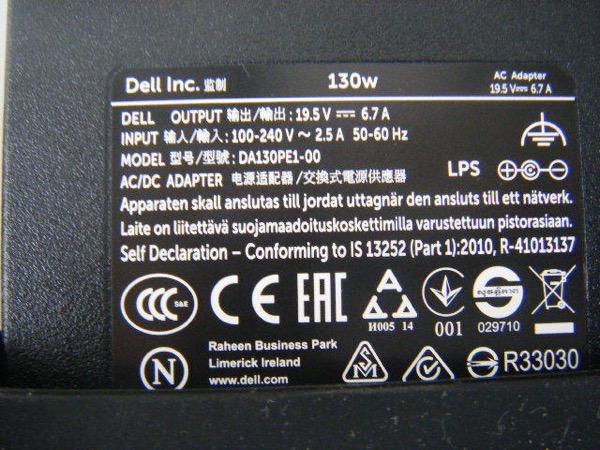 Dell Inc. 监制 130w AC Adapter
19.5 V⎓ 6.7 A
DELL OUTPUT 输出/輸出: 19.5 V ⎓ 6.7 A
INPUT 输入/輸入: 100-240 V ~ 2.5 A 50-60 Hz
MODEL 型号/型號: DA130PE1-00
LPS
AC/DC ADAPTER 电源适配器/交換式電源供應器
Apparaten skall anslutas till jordat uttagnär den ansluts till ett nätverk.
Laite on liitettävä suojamaadoituskoskettimilla varustettuun pistorasiaan.
Self Declaration – Conforming to IS 13252 (Part 1):2010, R-41013137
CCC S&E CE EAC
И005 14 001 029710
Raheen Business Park
Limerick Ireland
www.dell.com
N R33030